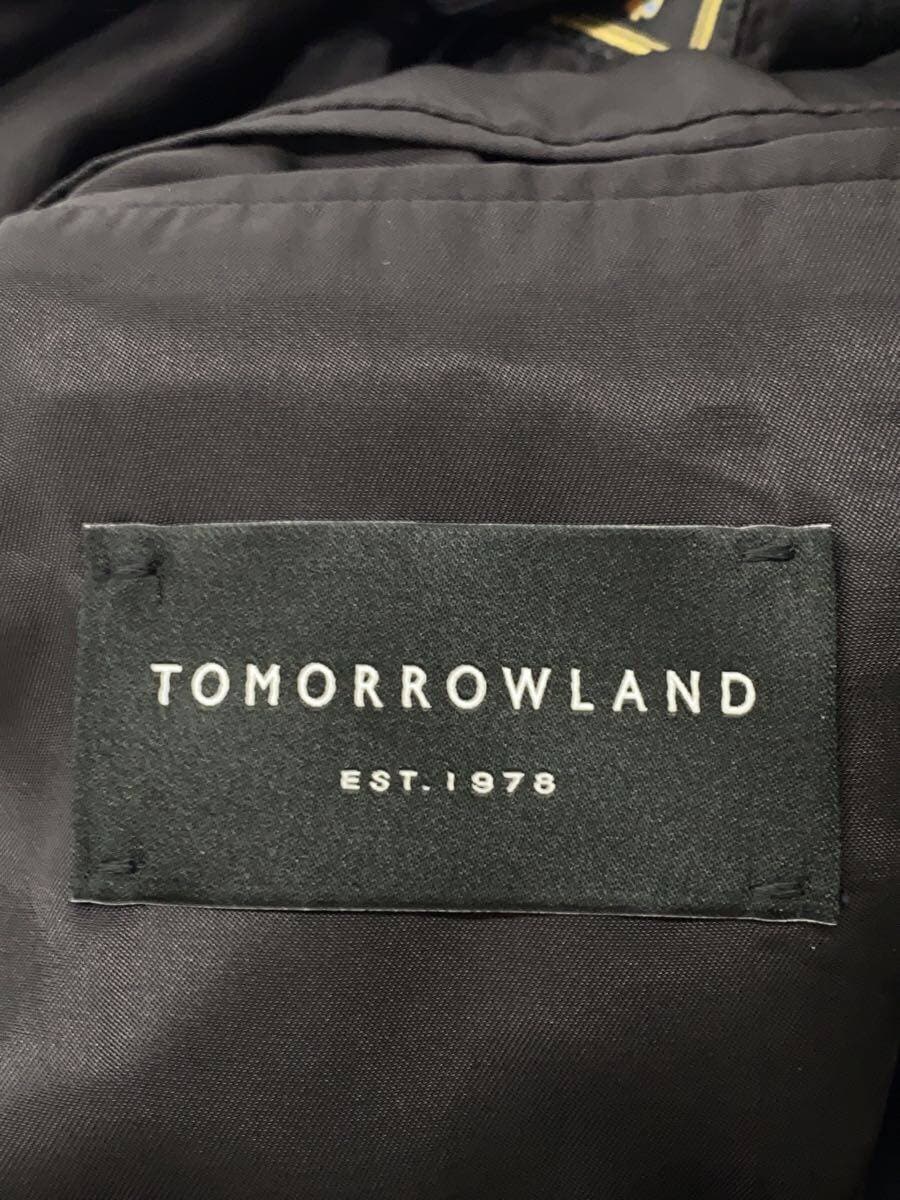 TOMORROWLAND
EST. 1978